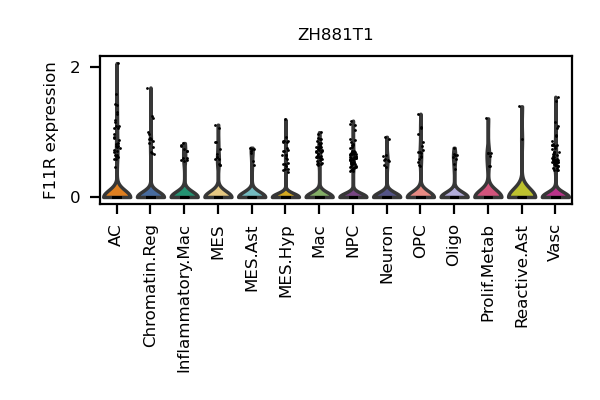 ZH881T1
F11R expression
2
0
AC
Chromatin.Reg
Inflammatory.Mac
MES
MES.Ast
MES.Hyp
Mac
NPC
Neuron
OPC
Oligo
Prolif.Metab
Reactive.Ast
Vasc